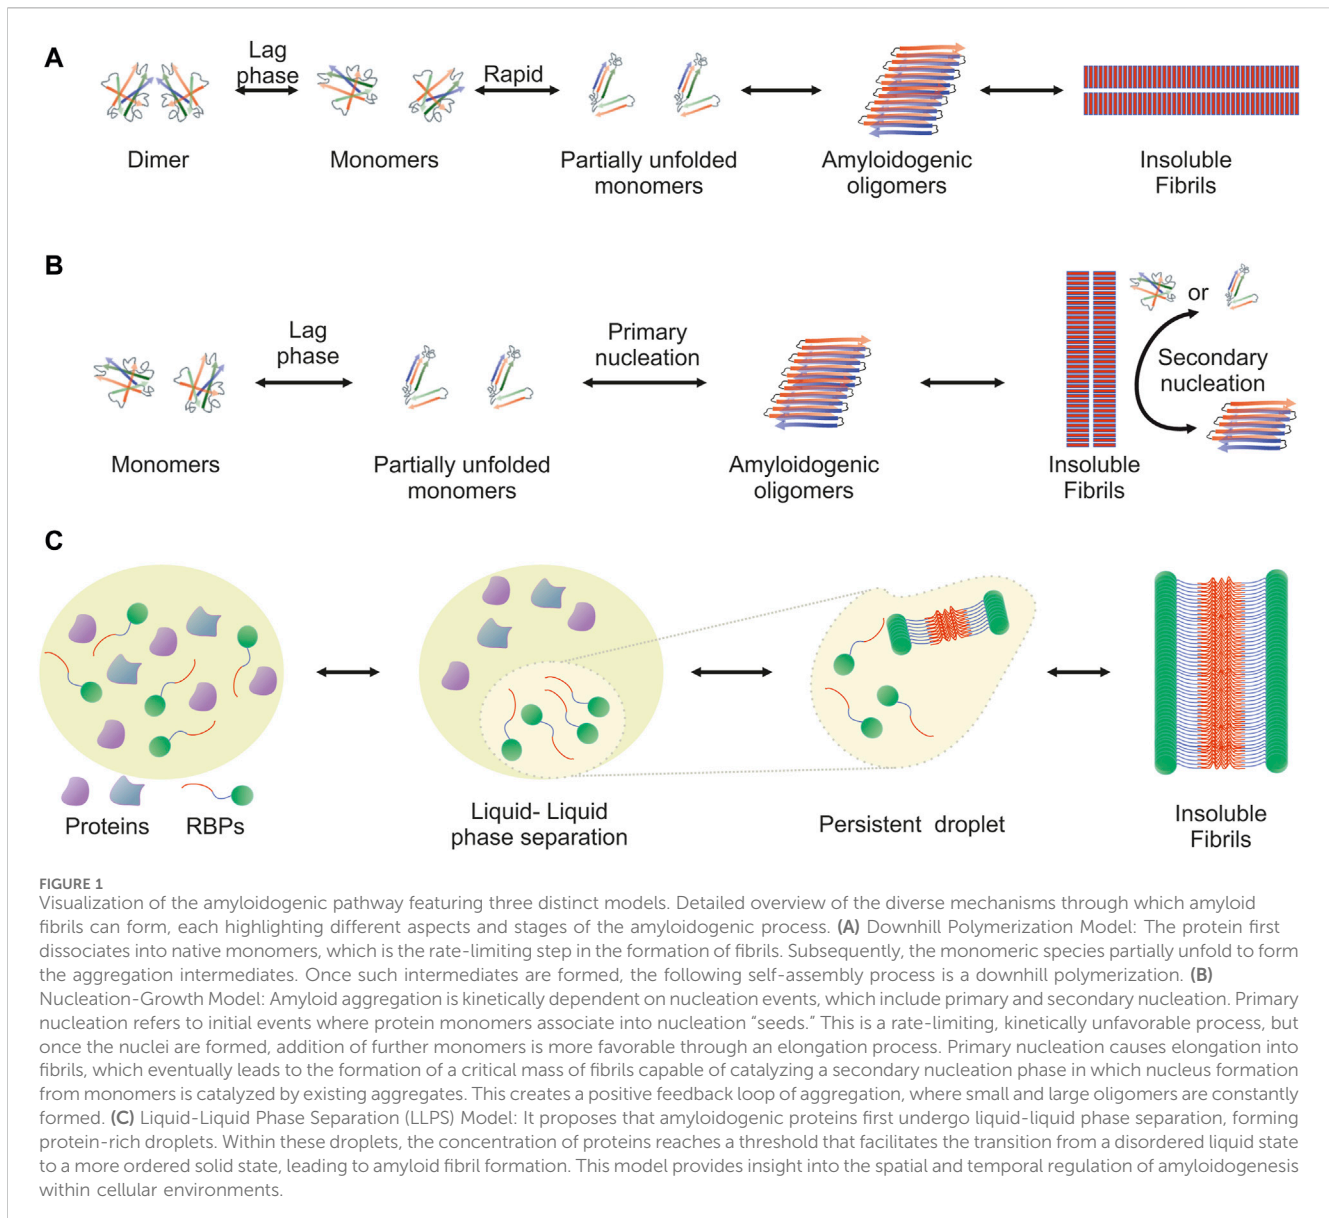 A
Lag
phase
Rapid
Dimer
Monomers
Partially unfolded
monomers
Amyloidogenic
oligomers
Insoluble
Fibrils
B
Lag
phase
Primary
nucleation
or
Secondary
nucleation
Monomers
Partially unfolded
monomers
Amyloidogenic
oligomers
Insoluble
Fibrils
C
Proteins
RBPs
Liquid- Liquid
phase separation
Persistent droplet
Insoluble
Fibrils
FIGURE 1
Visualization of the amyloidogenic pathway featuring three distinct models. Detailed overview of the diverse mechanisms through which amyloid
fibrils can form, each highlighting different aspects and stages of the amyloidogenic process. (A) Downhill Polymerization Model: The protein first
dissociates into native monomers, which is the rate-limiting step in the formation of fibrils. Subsequently, the monomeric species partially unfold to form
the aggregation intermediates. Once such intermediates are formed, the following self-assembly process is a downhill polymerization. (B)
Nucleation-Growth Model: Amyloid aggregation is kinetically dependent on nucleation events, which include primary and secondary nucleation. Primary
nucleation refers to initial events where protein monomers associate into nucleation “seeds.” This is a rate-limiting, kinetically unfavorable process, but
once the nuclei are formed, addition of further monomers is more favorable through an elongation process. Primary nucleation causes elongation into
fibrils, which eventually leads to the formation of a critical mass of fibrils capable of catalyzing a secondary nucleation phase in which nucleus formation
from monomers is catalyzed by existing aggregates. This creates a positive feedback loop of aggregation, where small and large oligomers are constantly
formed. (C) Liquid-Liquid Phase Separation (LLPS) Model: It proposes that amyloidogenic proteins first undergo liquid-liquid phase separation, forming
protein-rich droplets. Within these droplets, the concentration of proteins reaches a threshold that facilitates the transition from a disordered liquid state
to a more ordered solid state, leading to amyloid fibril formation. This model provides insight into the spatial and temporal regulation of amyloidogenesis
within cellular environments.